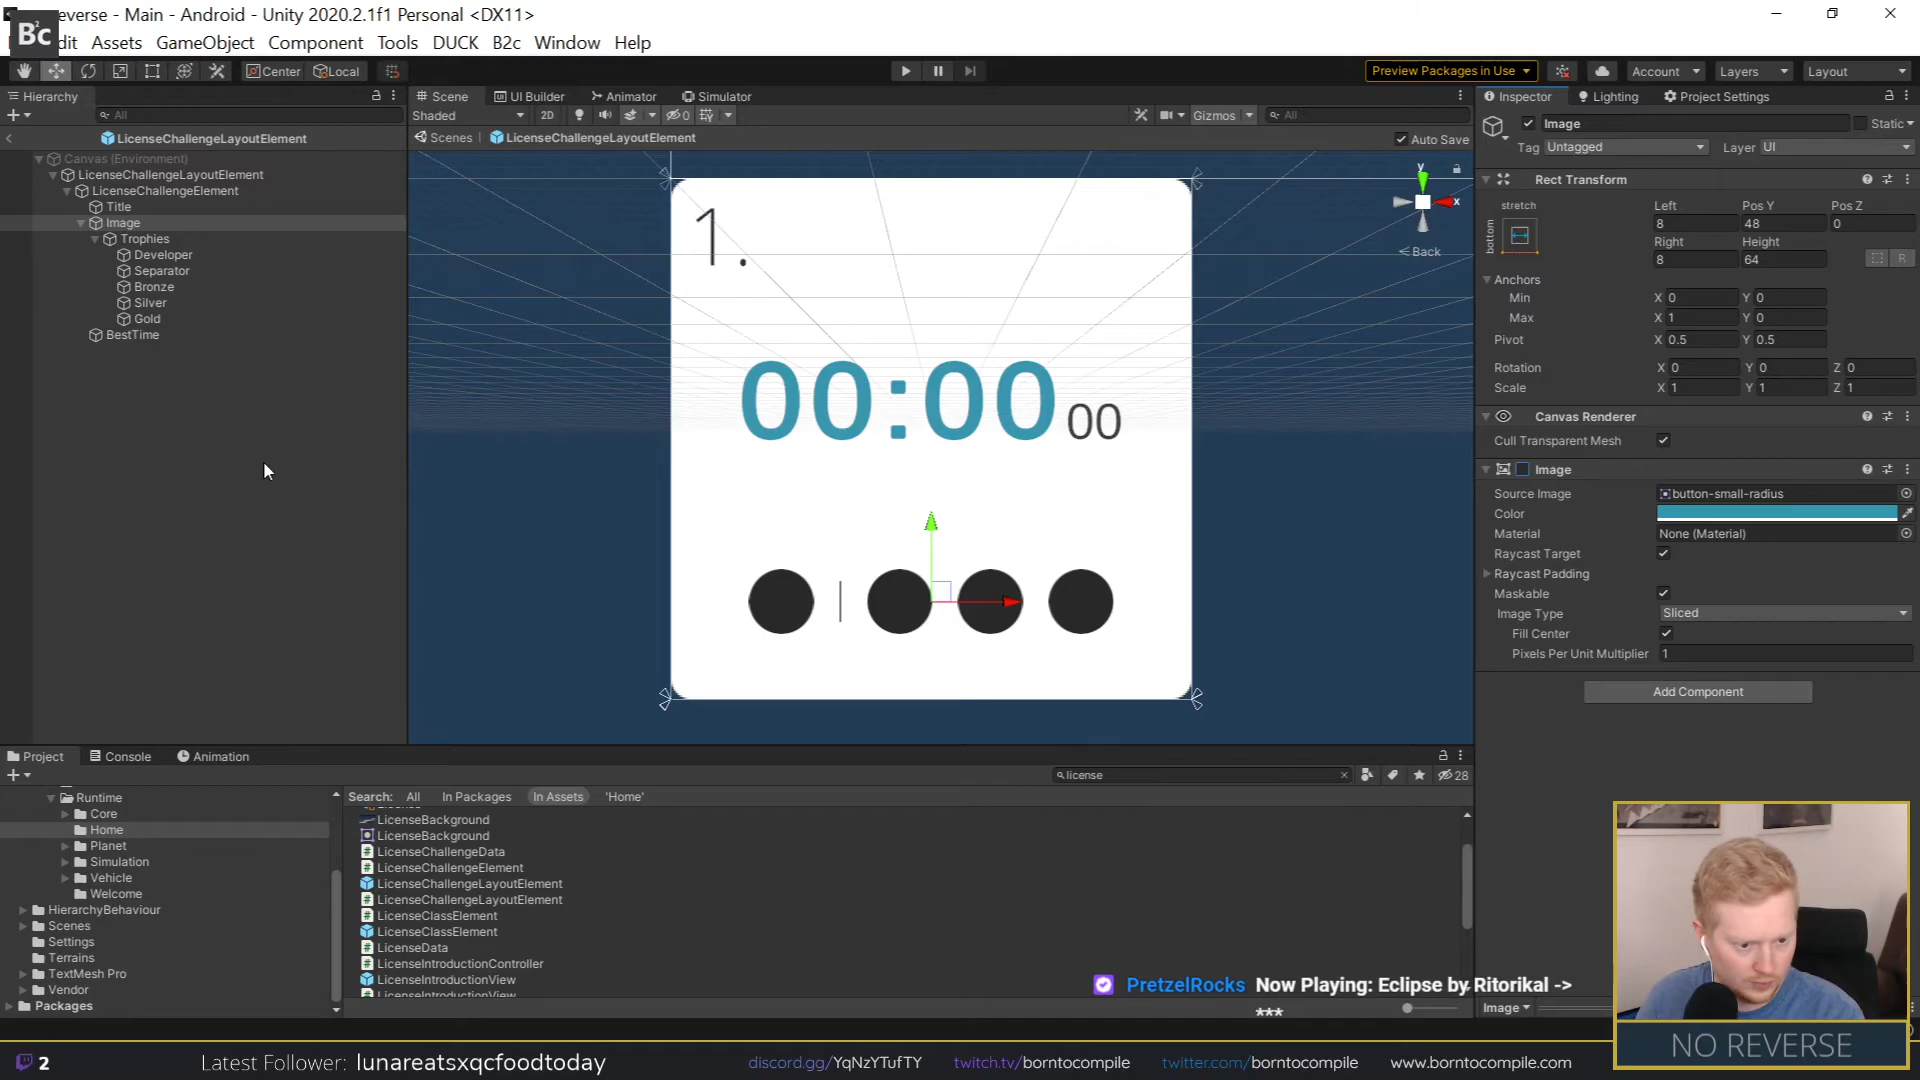 Bc2 everse - Main - Android - Unity 2020.2.1f1 Personal <DX11>
dit Assets GameObject Component Tools DUCK B2c Window Help
Center Local Preview Packages in Use Account Layers Layout
Hierarchy Scene UI Builder Animator Simulator Inspector Lighting Project Settings
All Shaded 2D 0 Gizmos All Image Static
LicenseChallengeLayoutElement Scenes LicenseChallengeLayoutElement Auto Save
Tag Untagged Layer UI
Canvas (Environment)
LicenseChallengeLayoutElement
LicenseChallengeElement
Title
Image
Trophies
Developer
Separator
Bronze
Silver
Gold
BestTime
y
x
Back
1.
00:00 00
Rect Transform
stretch Left Pos Y Pos Z
bottom 8 48 0
Right Height
8 64 R
Anchors
Min X 0 Y 0
Max X 1 Y 0
Pivot X 0.5 Y 0.5
Rotation X 0 Y 0 Z 0
Scale X 1 Y 1 Z 1
Canvas Renderer
Cull Transparent Mesh
Image
Source Image button-small-radius
Color
Material None (Material)
Raycast Target
Raycast Padding
Maskable
Image Type Sliced
Fill Center
Pixels Per Unit Multiplier 1
Add Component
Project Console Animation
license 28
Runtime
Core
Home
Planet
Simulation
Vehicle
Welcome
HierarchyBehaviour
Scenes
Settings
Terrains
TextMesh Pro
Vendor
Packages
Search: All In Packages In Assets 'Home'
LicenseBackground
LicenseBackground
LicenseChallengeData
LicenseChallengeElement
LicenseChallengeLayoutElement
LicenseChallengeLayoutElement
LicenseClassElement
LicenseClassElement
LicenseData
LicenseIntroductionController
LicenseIntroductionView
LicenseIntroductionView
PretzelRocks Now Playing: Eclipse by Ritorikal ->
***
Image
NO REVERSE
2 Latest Follower: lunareatsxqcfoodtoday discord.gg/YqNzYTufTY twitch.tv/borntocompile twitter.com/borntocompile www.borntocompile.com